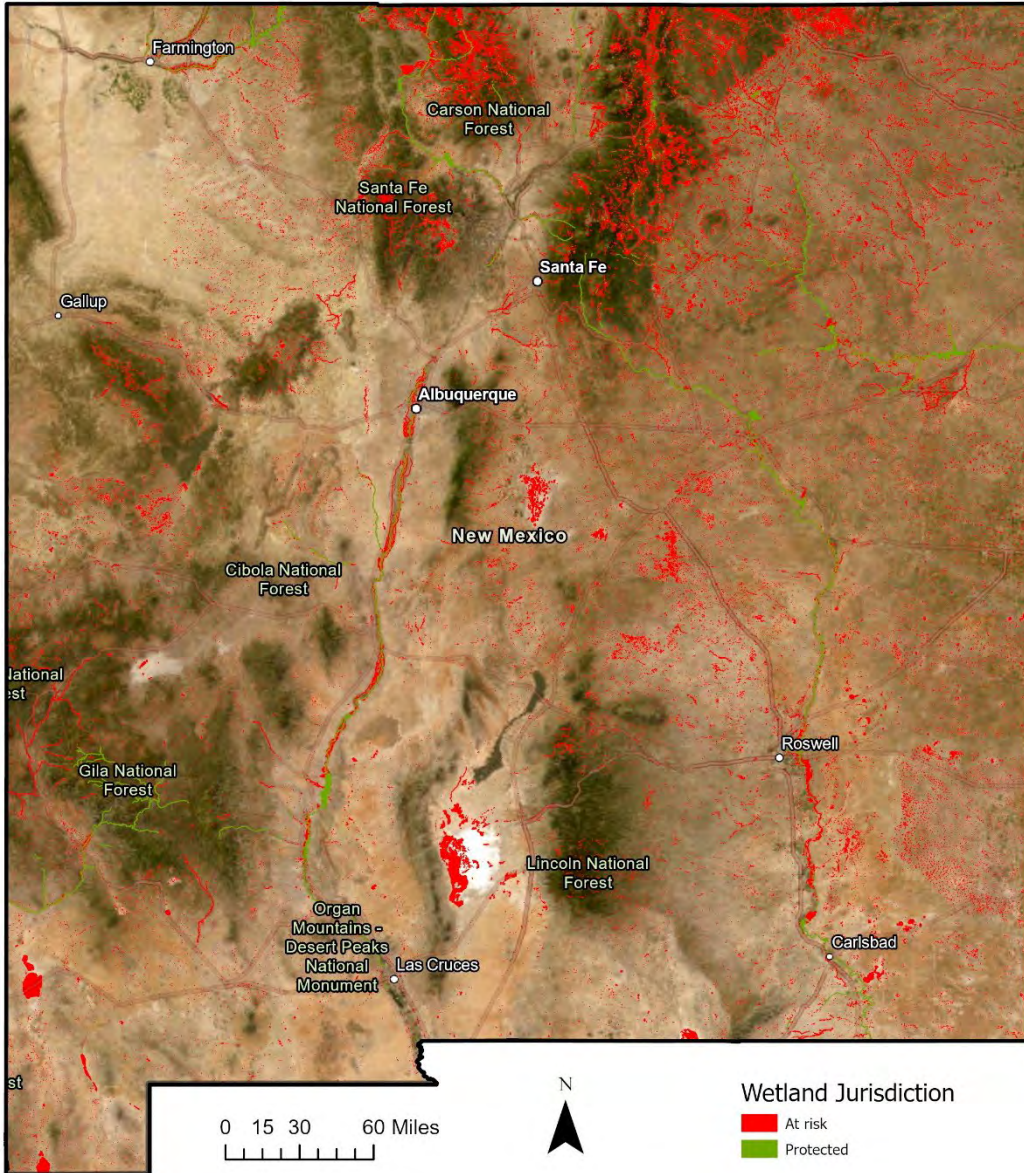 Farmington
Carson National
Forest
Santa Fe
National Forest
Santa Fe
Gallup
Albuquerque
New Mexico
Cibola National
Forest
National
est
Roswell
Gila National
Forest
Lincoln National
Forest
Organ
Mountains -
Desert Peaks
National
Monument
Las Cruces
Carlsbad
st
N
0 15 30 60 Miles
Wetland Jurisdiction
At risk
Protected